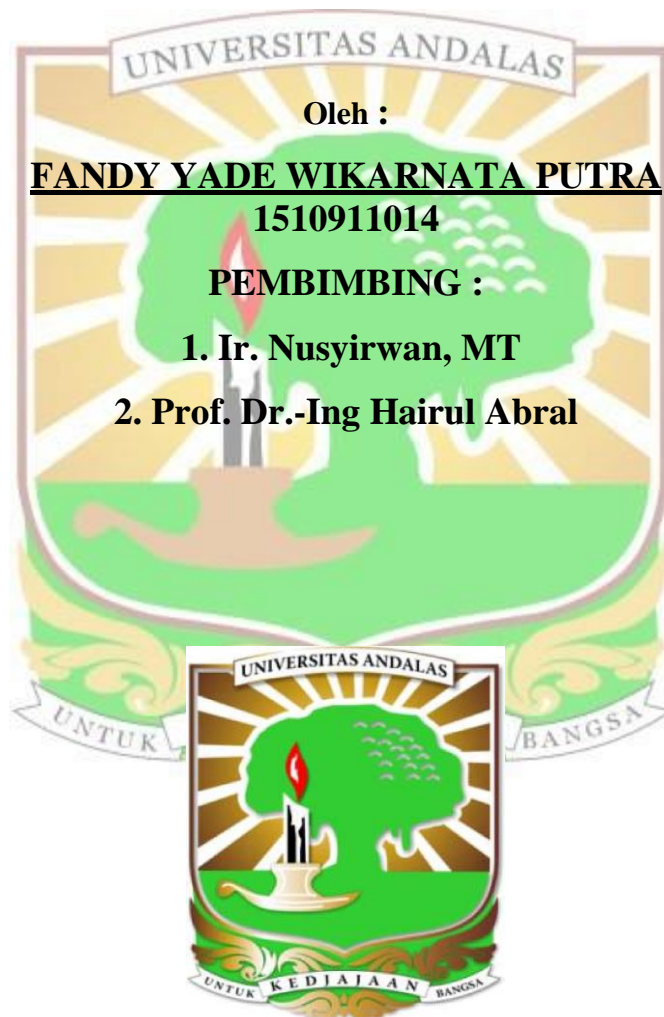 UNIVERSITAS ANDALAS
Oleh :
FANDY YADE WIKARNATA PUTRA
1510911014
PEMBIMBING :
1. Ir. Nusyirwan, MT
2. Prof. Dr.-Ing Hairul Abral
UNTUK BANGSA
UNIVERSITAS ANDALAS
UNTUK KEDJAJAAN BANGSA